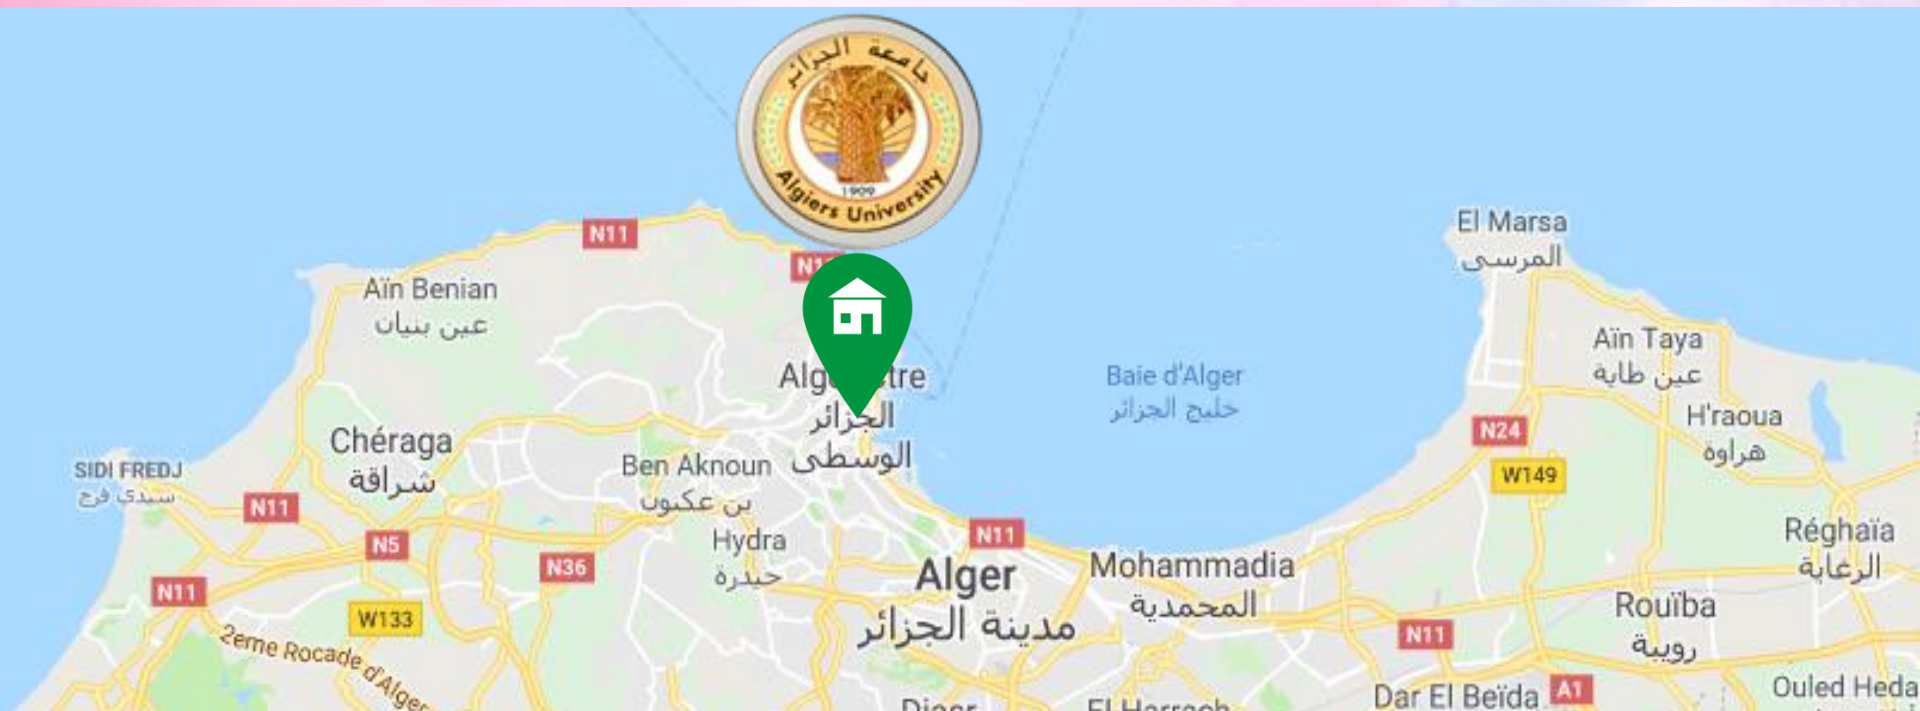 جامعة الجزائر
1909
Algiers University
N11
El Marsa
المرسى
Aïn Benian
عين بنيان
Aïn Taya
عين طاية
الجزائر
الوسطى
Baie d'Alger
خليج الجزائر
H'raoua
هراوة
Chéraga
شراقة
N24
SIDI FREDJ
سيدي فرج
Ben Aknoun
بن عكنون
W149
N11
N11
Réghaïa
الرغاية
N5
Hydra
حيدرة
N36
Alger
مدينة الجزائر
Mohammadia
المحمدية
N11
W133
Rouïba
رويبة
N11
2eme Rocade d'Alger
Dar El Beïda
A1
Ouled Heda